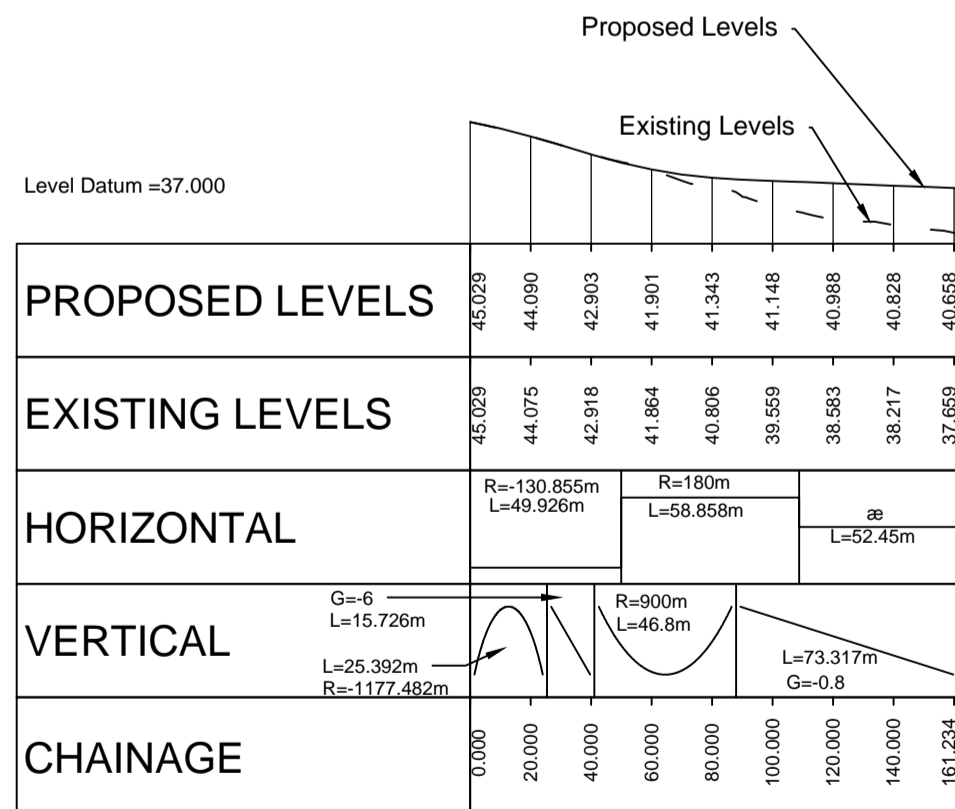 Proposed Levels
Existing Levels
Level Datum =37.000
PROPOSED LEVELS
45.029
44.090
42.903
41.901
41.343
41.148
40.988
40.828
40.658
EXISTING LEVELS
45.029
44.075
42.918
41.864
40.806
39.559
38.583
38.217
37.659
HORIZONTAL
R=-130.855m
L=49.926m
R=180m
L=58.858m
æ
L=52.45m
VERTICAL
G=-6
L=15.726m
L=25.392m
R=-1177.482m
R=900m
L=46.8m
L=73.317m
G=-0.8
CHAINAGE
0.000
20.000
40.000
60.000
80.000
100.000
120.000
140.000
161.234